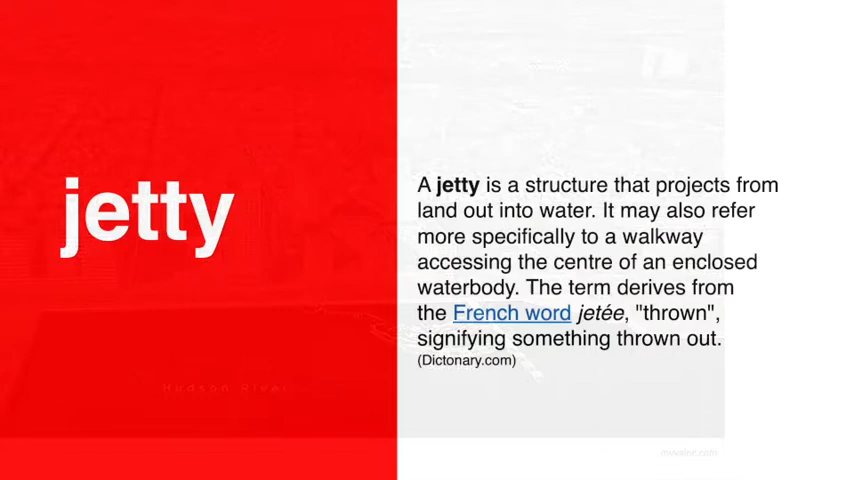 jetty
A jetty is a structure that projects from
land out into water. It may also refer
more specifically to a walkway
accessing the centre of an enclosed
waterbody. The term derives from
the French word jetée, "thrown",
signifying something thrown out.
(Dictonary.com)
Hudson River